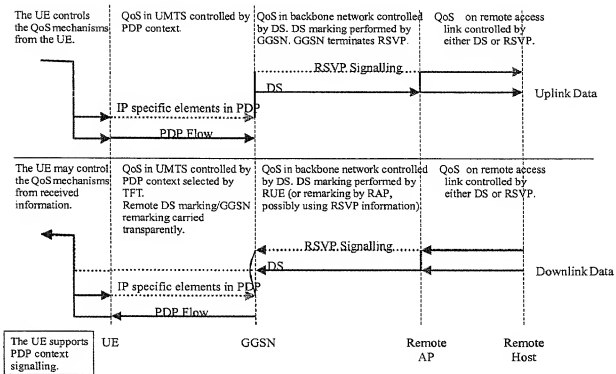 The UE controls
the QoS mechanisms
from the UE.
QoS in UMTS controlled by
PDP context.
QoS in backbone network controlled
by DS. DS marking performed by
GGSN. GGSN terminates RSVP.
QoS on remote access
link controlled by
either DS or RSVP.
RSVP Signalling
DS
Uplink Data
IP specific elements in PDP
PDP Flow
The UE may control
the QoS mechanisms
from received
information.
QoS in UMTS controlled by
PDP context selected by
TFT.
Remote DS marking/GGSN
remarking carried
transparently.
QoS in backbone network controlled
by DS. DS marking performed by
RUE (or remarking by RAP,
possibly using RSVP information)
QoS on remote access
link controlled by
either DS or RSVP.
RSVP Signalling
DS
Downlink Data
IP specific elements in PDP
PDP Flow
The UE supports
PDP context
signalling.
UE
GGSN
Remote
AP
Remote
Host